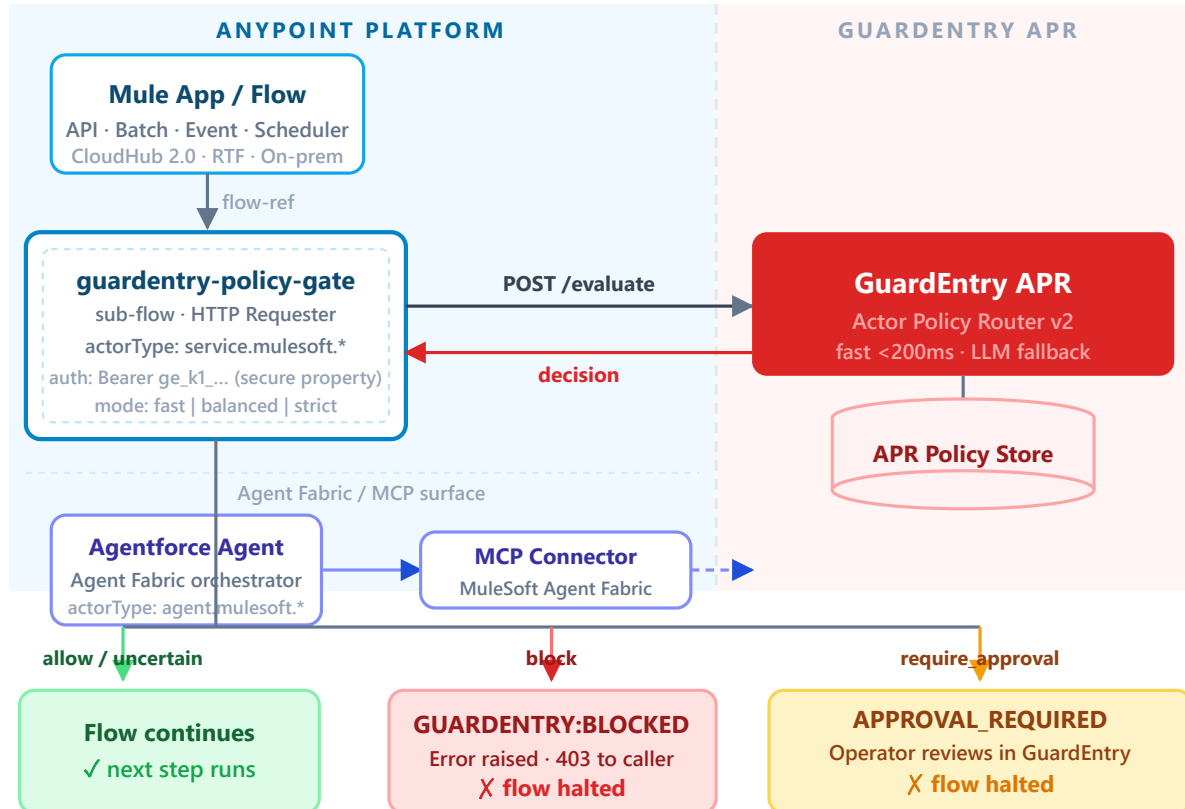 ANYPOINT PLATFORM
GUARDENTRY APR
Mule App / Flow
API · Batch · Event · Scheduler
CloudHub 2.0 · RTF · On-prem
flow-ref
guardentry-policy-gate
sub-flow · HTTP Requester
actorType: service.mulesoft.*
auth: Bearer ge_k1_... (secure property)
mode: fast | balanced | strict
POST /evaluate
decision
GuardEntry APR
Actor Policy Router v2
fast <200ms · LLM fallback
APR Policy Store
Agent Fabric / MCP surface
Agentforce Agent
Agent Fabric orchestrator
actorType: agent.mulesoft.*
MCP Connector
MuleSoft Agent Fabric
allow / uncertain
block
require_approval
Flow continues
✓ next step runs
GUARDENTRY:BLOCKED
Error raised · 403 to caller
✗ flow halted
APPROVAL_REQUIRED
Operator reviews in GuardEntry
✗ flow halted